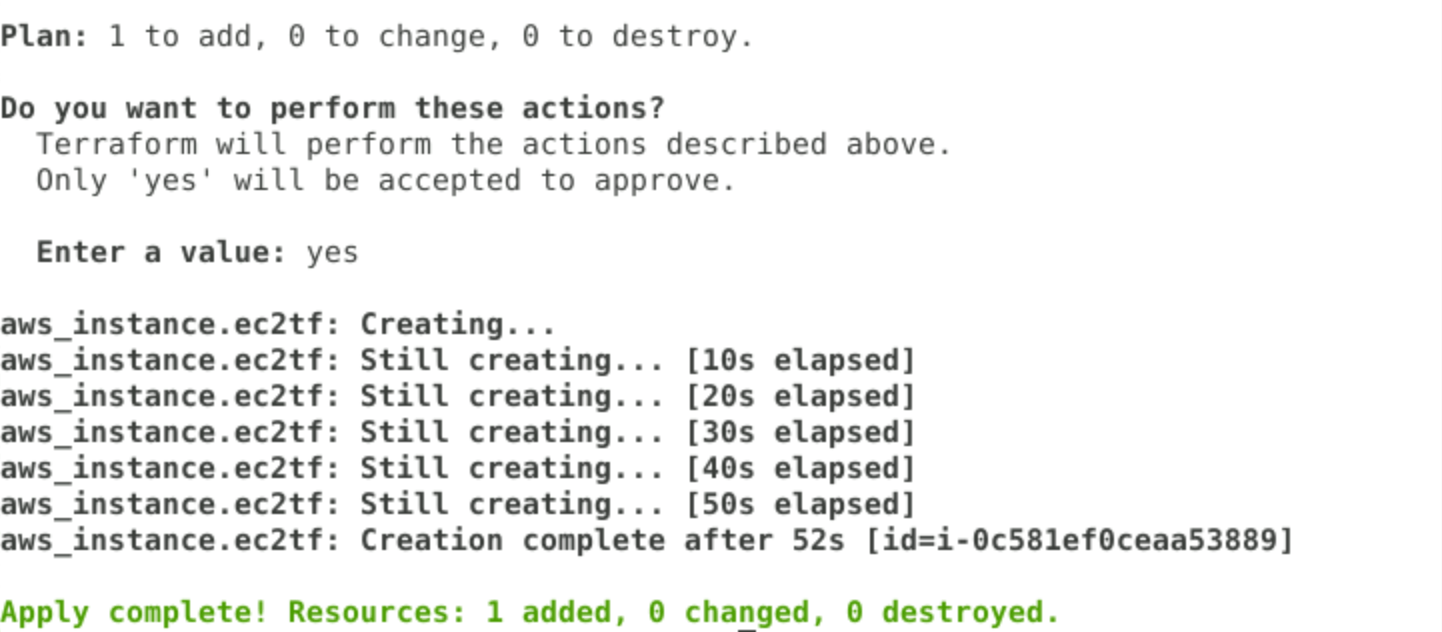 Plan: 1 to add, 0 to change, 0 to destroy.
Do you want to perform these actions?
Terraform will perform the actions described above.
Only 'yes' will be accepted to approve.
Enter a value: yes
aws_instance.ec2tf: Creating...
aws_instance.ec2tf: Still creating... [10s elapsed]
aws_instance.ec2tf: Still creating... [20s elapsed]
aws_instance.ec2tf: Still creating... [30s elapsed]
aws_instance.ec2tf: Still creating... [40s elapsed]
aws_instance.ec2tf: Still creating... [50s elapsed]
aws_instance.ec2tf: Creation complete after 52s [id=i-0c581ef0ceaa53889]
Apply complete! Resources: 1 added, 0 changed, 0 destroyed.